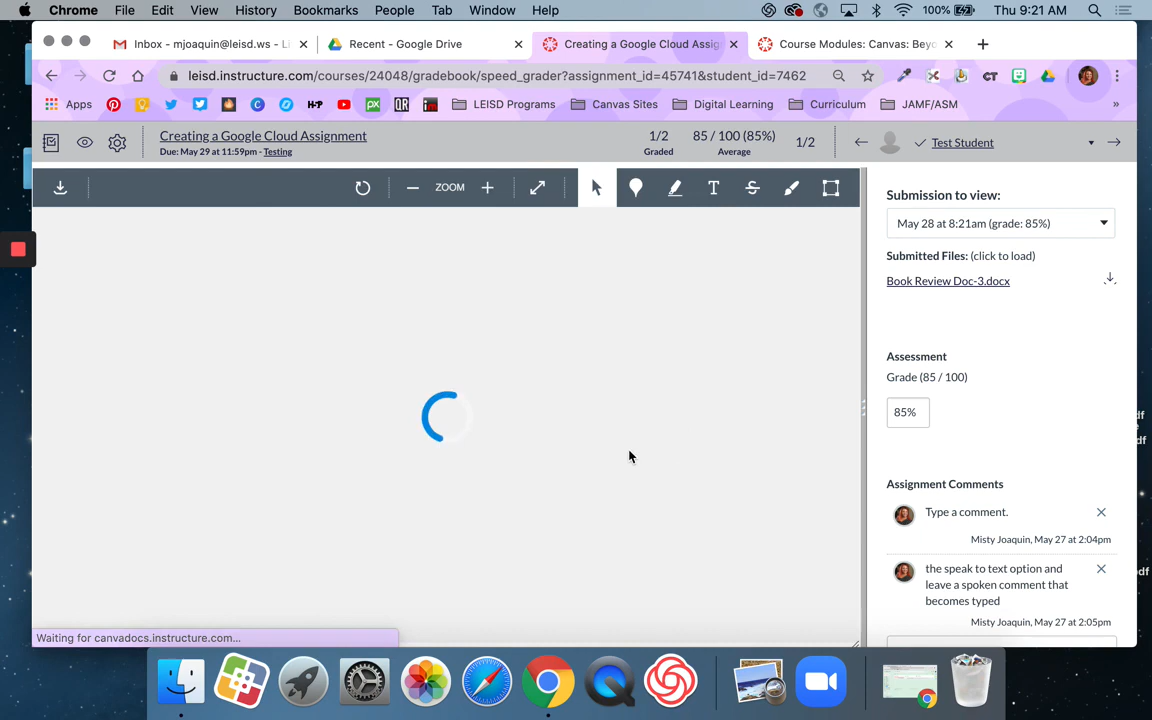 Chrome File Edit View History Bookmarks People Tab Window Help 100% Thu 9:21 AM
Inbox - mjoaquin@leisd.ws - Li Recent - Google Drive Creating a Google Cloud Assig Course Modules: Canvas: Beyo
leisd.instructure.com/courses/24048/gradebook/speed_grader?assignment_id=45741&student_id=7462
Apps LEISD Programs Canvas Sites Digital Learning Curriculum JAMF/ASM »
Creating a Google Cloud Assignment 1/2 85 / 100 (85%) 1/2 Test Student
Due: May 29 at 11:59pm - Testing Graded Average
ZOOM
Submission to view:
May 28 at 8:21am (grade: 85%)
Submitted Files: (click to load)
Book Review Doc-3.docx
Assessment
Grade (85 / 100)
85%
Assignment Comments
Type a comment.
Misty Joaquin, May 27 at 2:04pm
the speak to text option and
leave a spoken comment that
becomes typed
Misty Joaquin, May 27 at 2:05pm
Waiting for canvadocs.instructure.com...